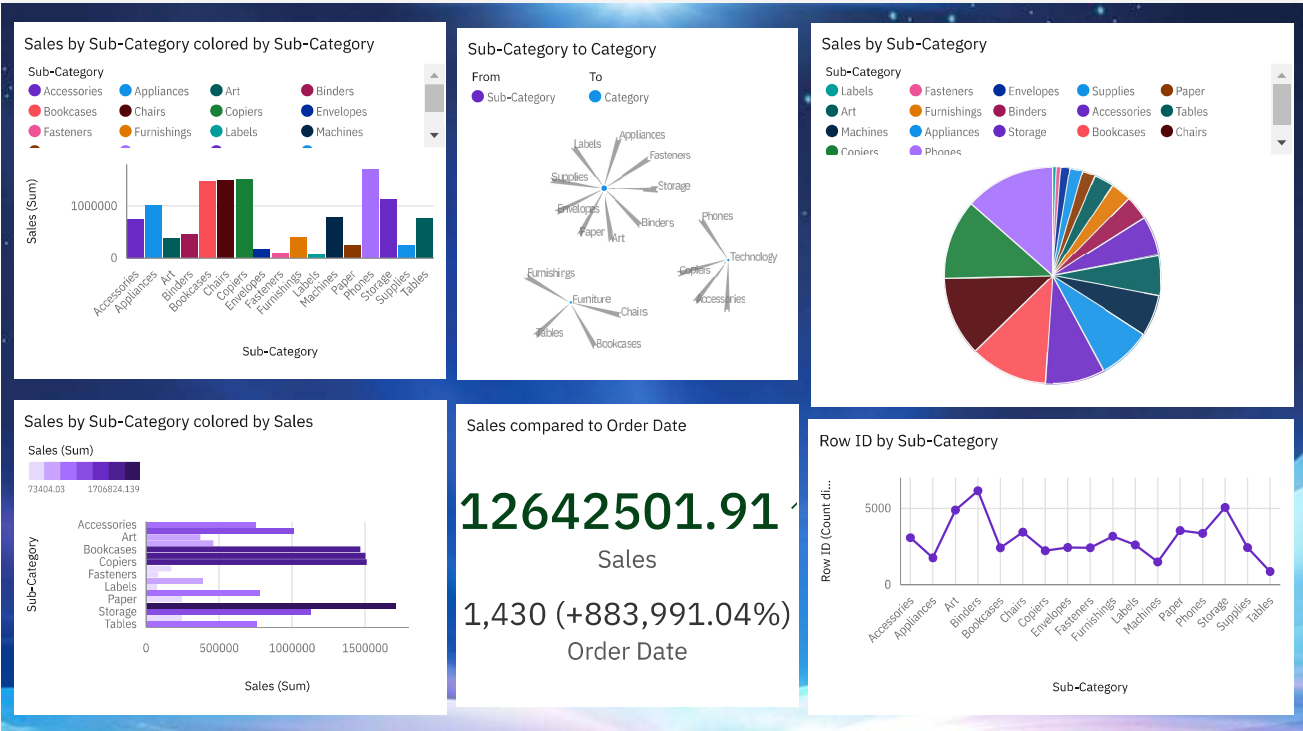 Sales by Sub-Category colored by Sub-Category
Sub-Category
Accessories Appliances Art Binders
Bookcases Chairs Copiers Envelopes
Fasteners Furnishings Labels Machines
Sales (Sum)
1000000
0
Accessories Appliances Art Binders Bookcases Chairs Copiers Envelopes Fasteners Furnishings Labels Machines Paper Phones Storage Supplies Tables
Sub-Category
Sub-Category to Category
From To
Sub-Category Category
Appliances
Labels
Fasteners
Supplies
Storage
Envelopes
Binders
Paper
Art
Phones
Technology
Copiers
Accessories
Furnishings
Furniture
Chairs
Tables
Bookcases
Sales by Sub-Category
Sub-Category
Labels Fasteners Envelopes Supplies Paper
Art Furnishings Binders Accessories Tables
Machines Appliances Storage Bookcases Chairs
Copiers Phones
Sales by Sub-Category colored by Sales
Sales (Sum)
73404.03 1706824.139
Sub-Category
Accessories
Art
Bookcases
Copiers
Fasteners
Labels
Paper
Storage
Tables
0 500000 1000000 1500000
Sales (Sum)
Sales compared to Order Date
12642501.91
Sales
1,430 (+883,991.04%)
Order Date
Row ID by Sub-Category
Row ID (Count di...
5000
0
Accessories Appliances Art Binders Bookcases Chairs Copiers Envelopes Fasteners Furnishings Labels Machines Paper Phones Storage Supplies Tables
Sub-Category